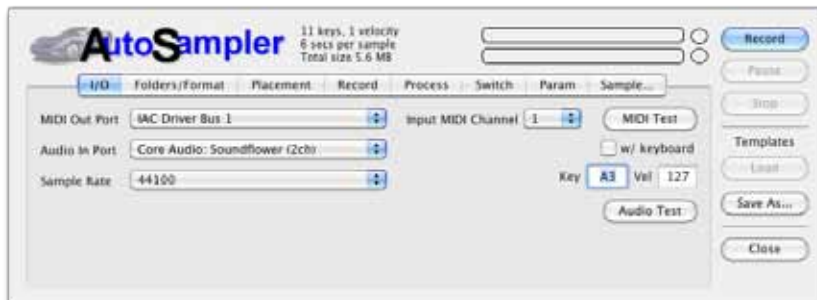 AutoSampler
11 keys, 1 velocity
6 secs per sample
Total size 5.6 MB
Record
Pause
Stop
I/O Folders/Format Placement Record Process Switch Param Sample...
MIDI Out Port IAC Driver Bus 1 Input MIDI Channel 1 MIDI Test
Templates
Audio In Port Core Audio: Soundflower (2ch) w/ keyboard
Load
Sample Rate 44100 Key A3 Vel 127
Save As...
Audio Test
Close